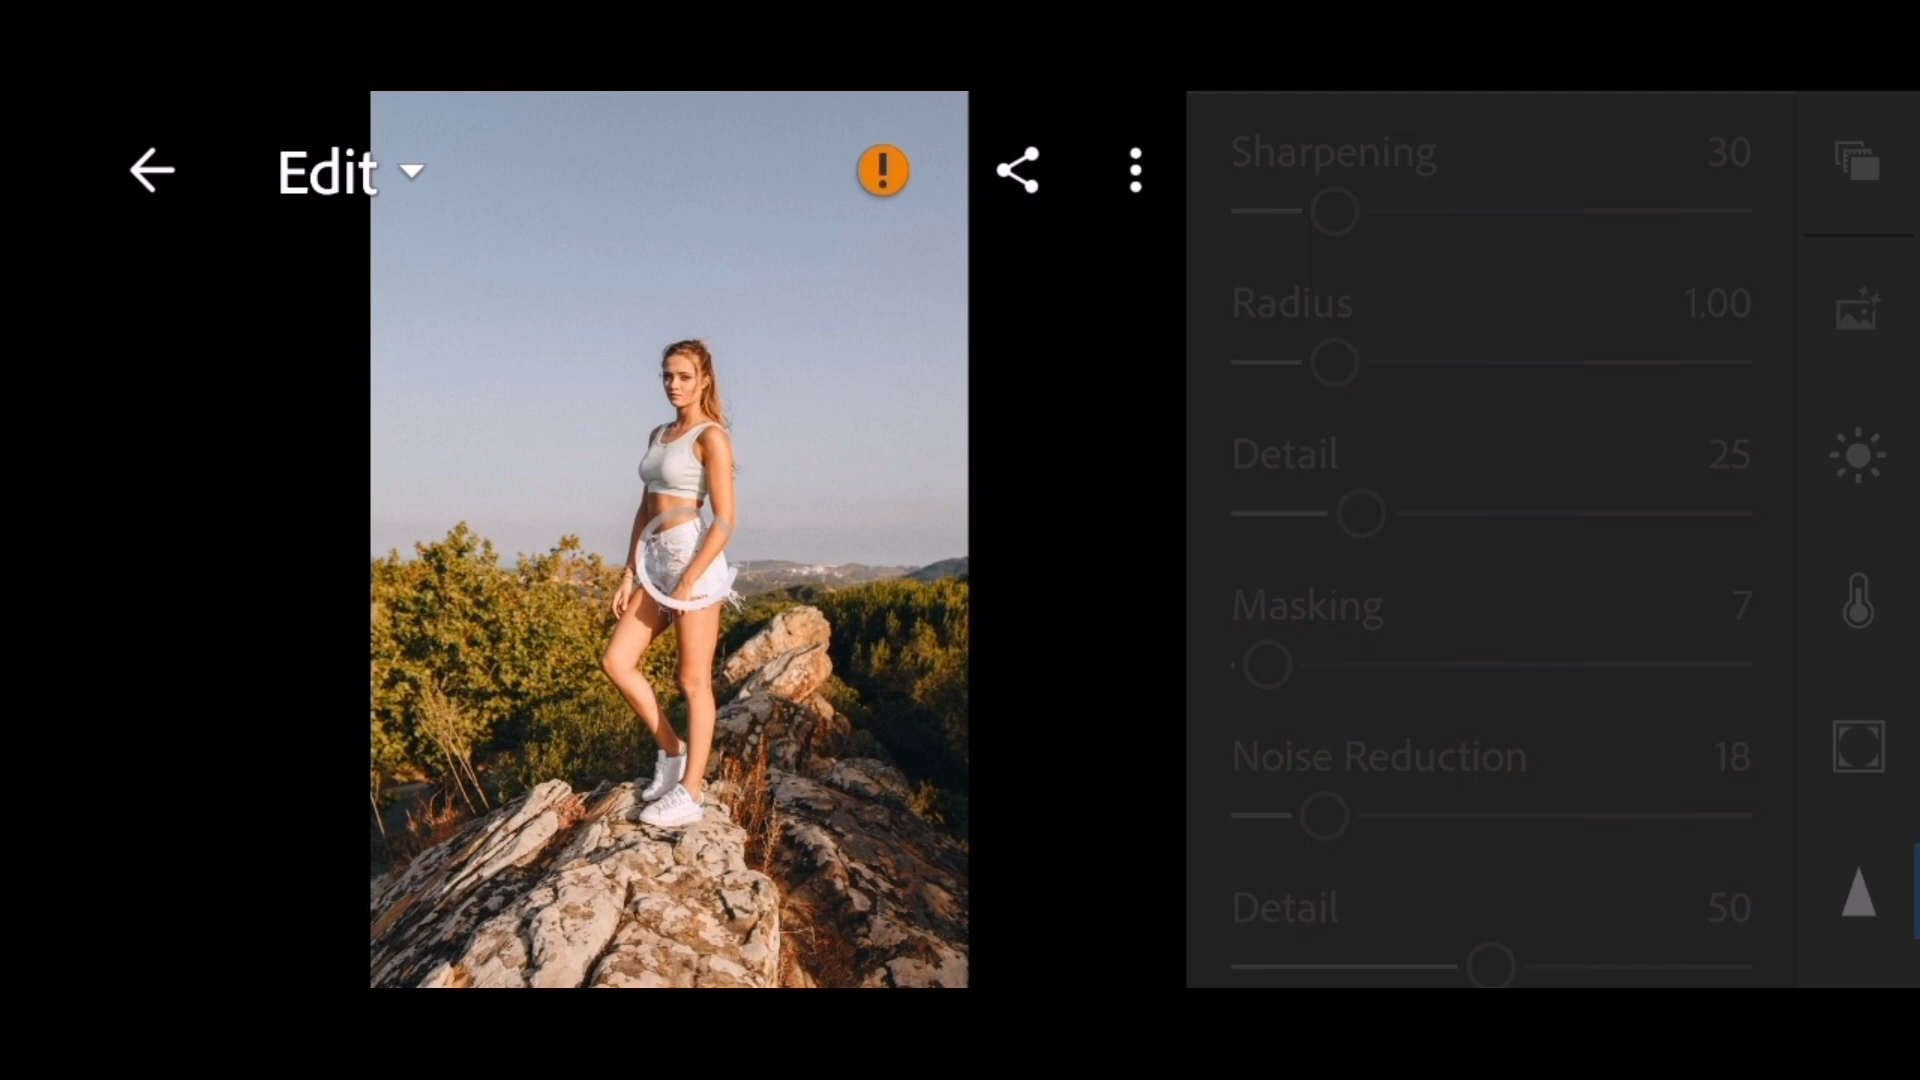 Edit
Sharpening 30
Radius 1.00
Detail 25
Masking 7
Noise Reduction 18
Detail 50